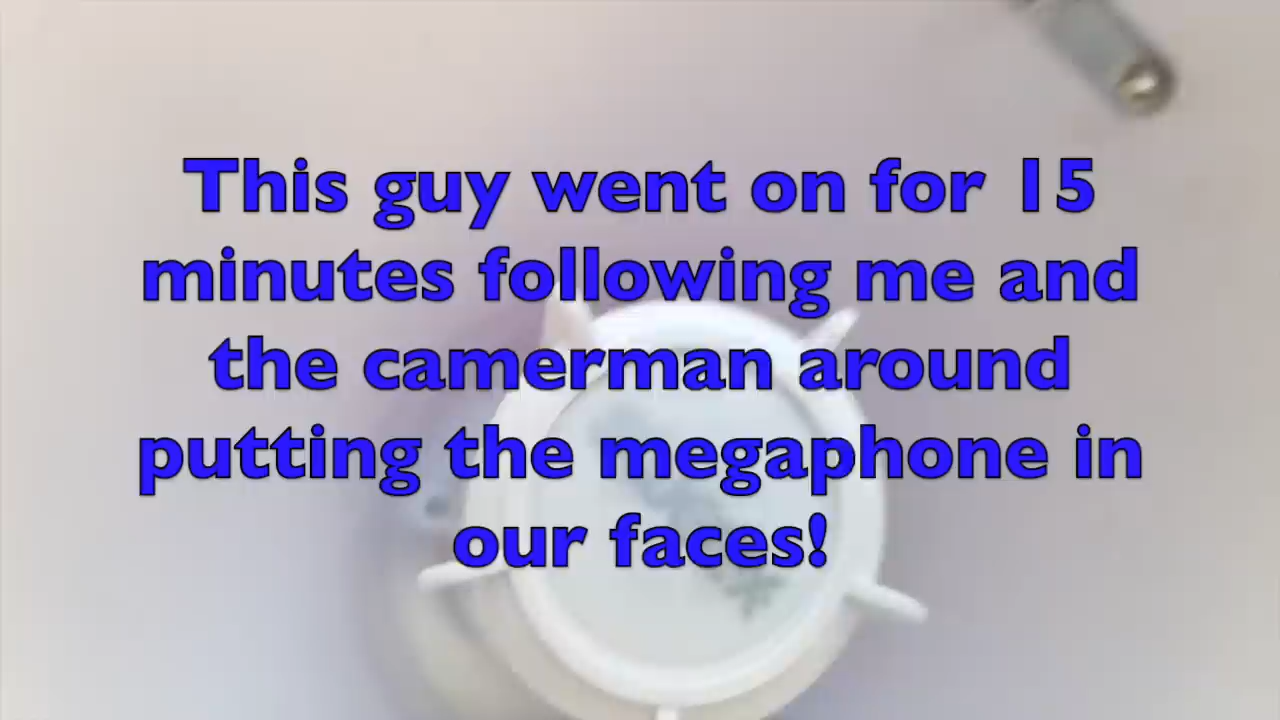 This guy went on for 15
minutes following me and
the camerman around
putting the megaphone in
our faces!